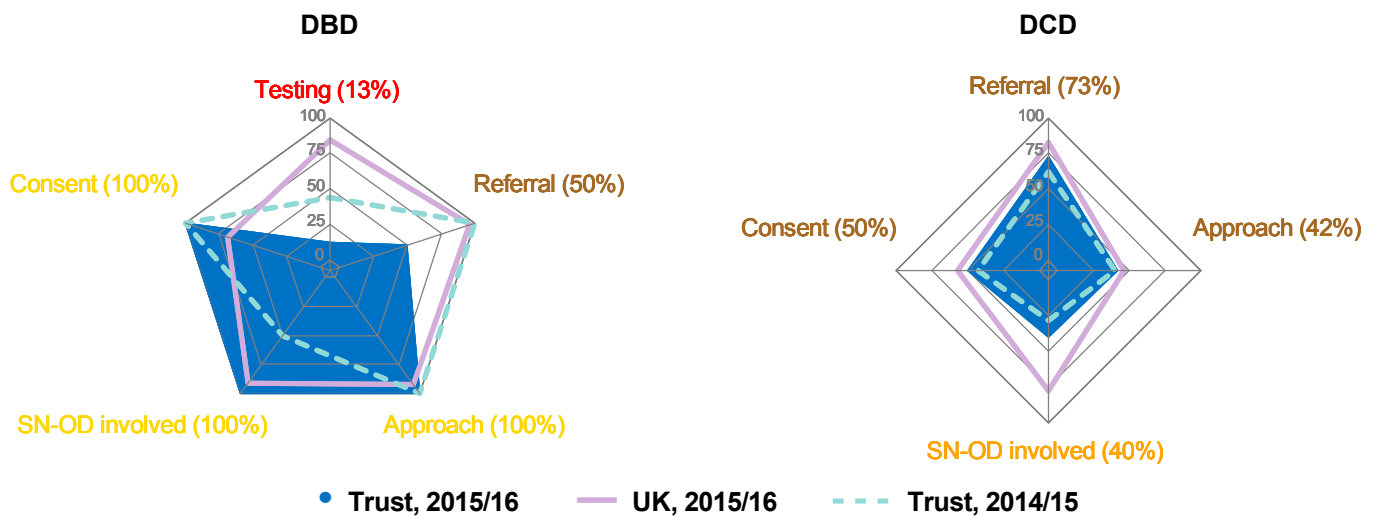 DBD
DCD
Testing (13%)
Referral (73%)
100
75
50
25
0
100
75
50
25
0
Consent (100%)
Referral (50%)
Consent (50%)
Approach (42%)
SN-OD involved (100%)
Approach (100%)
SN-OD involved (40%)
Trust, 2015/16
UK, 2015/16
Trust, 2014/15